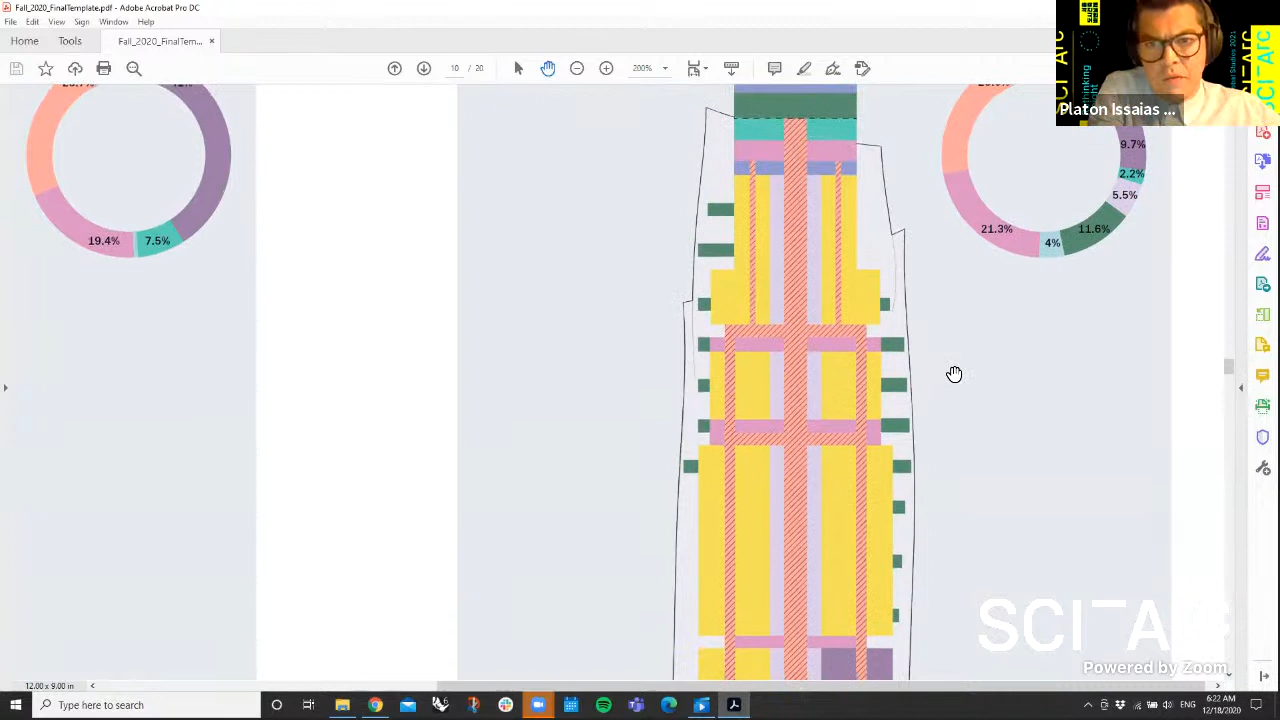 Fall_2020_FinalTemplate.pdf - Adobe Acrobat Pro DC
File Edit View Window Help
Home Tools Fall_2020_FinalTem... ×
10 200%
19.4% 7.5%
9.7%
2.2%
5.5%
21.3% 11.6%
4%
Platon Issaias ...
SCI-Arc
Powered by Zoom
12.00 x 9.00 in
Type here to search
ENG
6:22 AM
12/18/2020